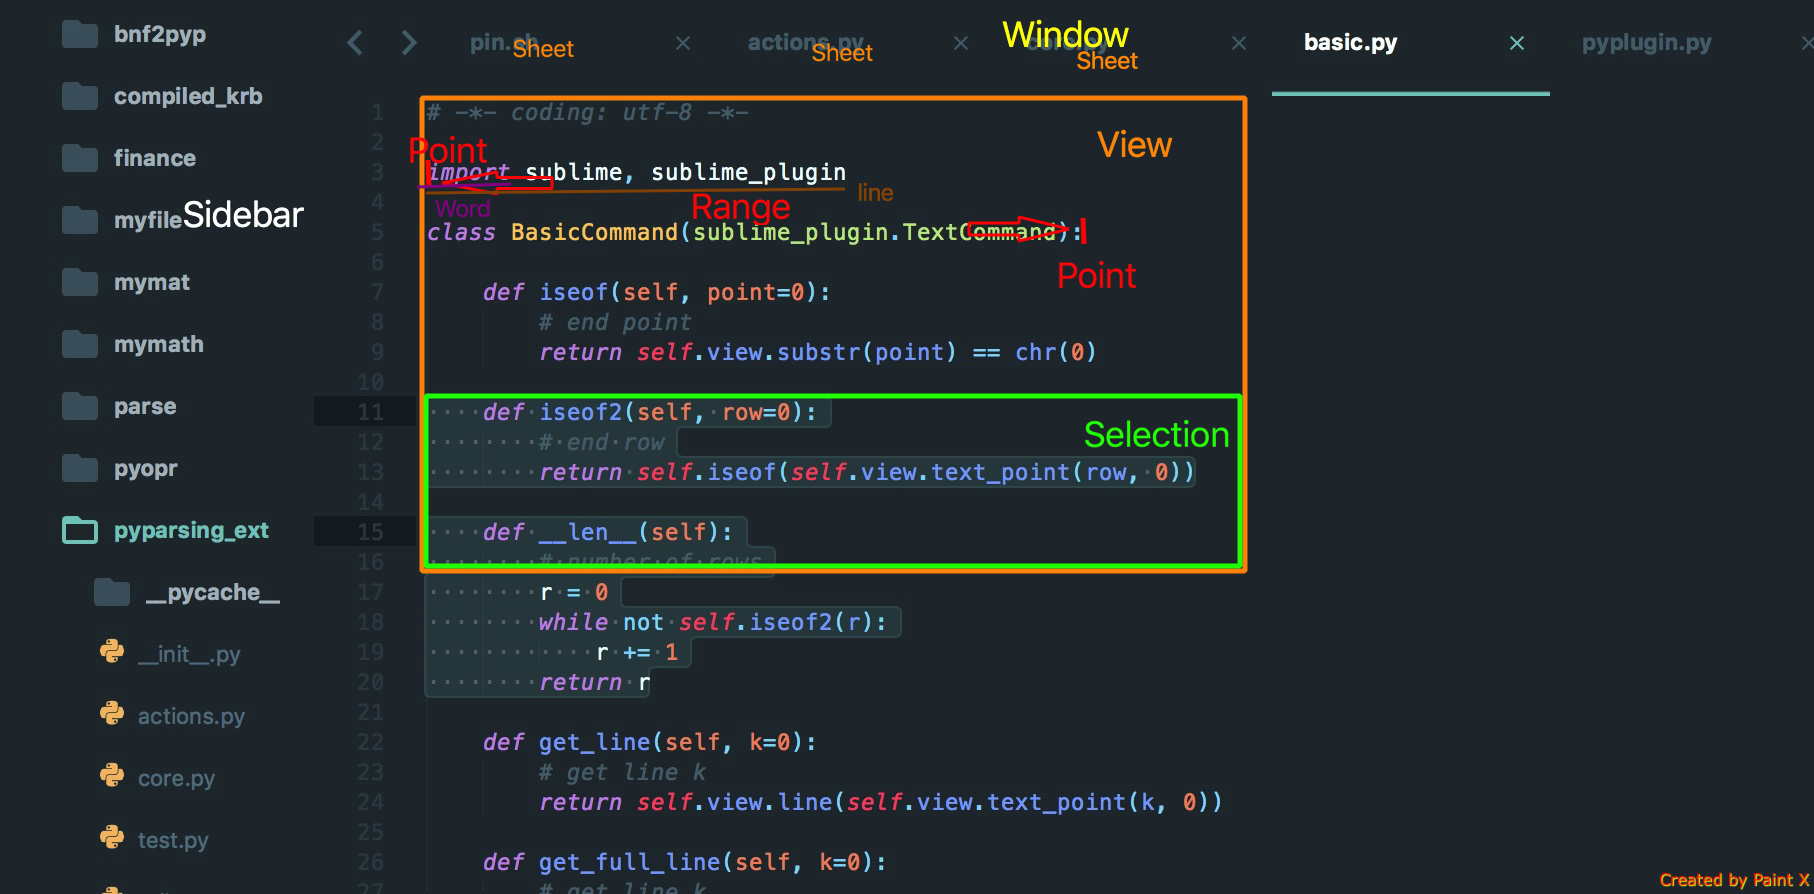 bnf2pyp
compiled_krb
finance
myfile
Sidebar
mymat
mymath
parse
pyopr
pyparsing_ext
__pycache__
__init__.py
actions.py
core.py
test.py
pin.sh
Sheet
actions.py
Sheet
Window
core.py
Sheet
basic.py
pyplugin.py
1 # -*- coding: utf-8 -*-
View
2
Point
3 import sublime, sublime_plugin
line
4
Word
Range
5 class BasicCommand(sublime_plugin.TextCommand):
6
Point
7 def iseof(self, point=0):
8 # end point
9 return self.view.substr(point) == chr(0)
10
11 def iseof2(self, row=0):
Selection
12 # end row
13 return self.iseof(self.view.text_point(row, 0))
14
15 def __len__(self):
16 # number of rows
17 r = 0
18 while not self.iseof2(r):
19 r += 1
20 return r
21
22 def get_line(self, k=0):
23 # get line k
24 return self.view.line(self.view.text_point(k, 0))
25
26 def get_full_line(self, k=0):
27 # get line k
Created by Paint X